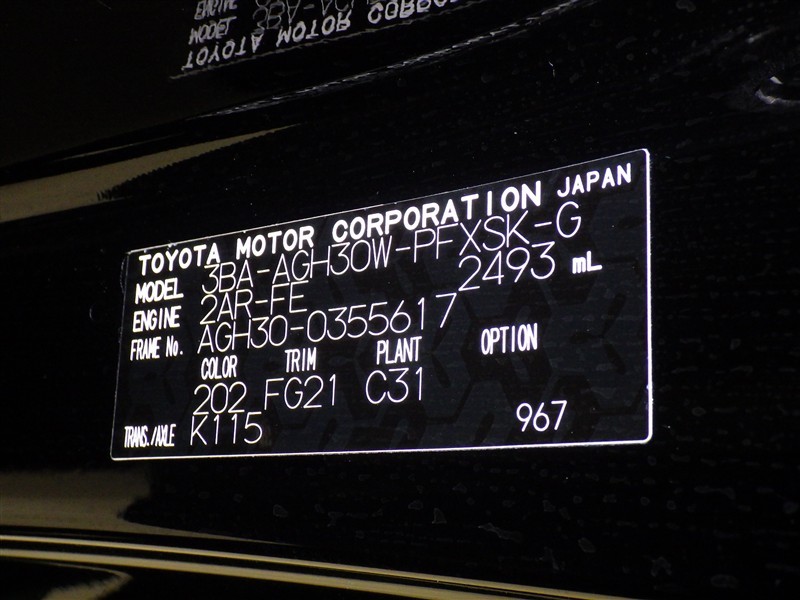 TOYOTA MOTOR CORPORATION JAPAN
MODEL 3BA-AGH30W-PFXSK-G
ENGINE 2AR-FE 2493 mL
FRAME No. AGH30-0355617
COLOR TRIM PLANT OPTION
202 FG21 C31
TRANS./AXLE K115 967